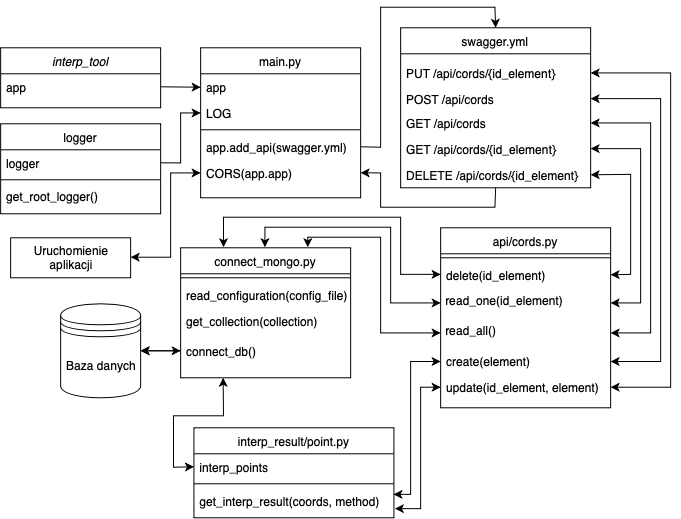 interp_tool
app
logger
logger
get_root_logger()
main.py
app
LOG
app.add_api(swagger.yml)
CORS(app.app)
swagger.yml
PUT /api/cords/{id_element}
POST /api/cords
GET /api/cords
GET /api/cords/{id_element}
DELETE /api/cords/{id_element}
Uruchomienie
aplikacji
connect_mongo.py
read_configuration(config_file)
get_collection(collection)
connect_db()
api/cords.py
delete(id_element)
read_one(id_element)
read_all()
create(element)
update(id_element, element)
Baza danych
interp_result/point.py
interp_points
get_interp_result(coords, method)